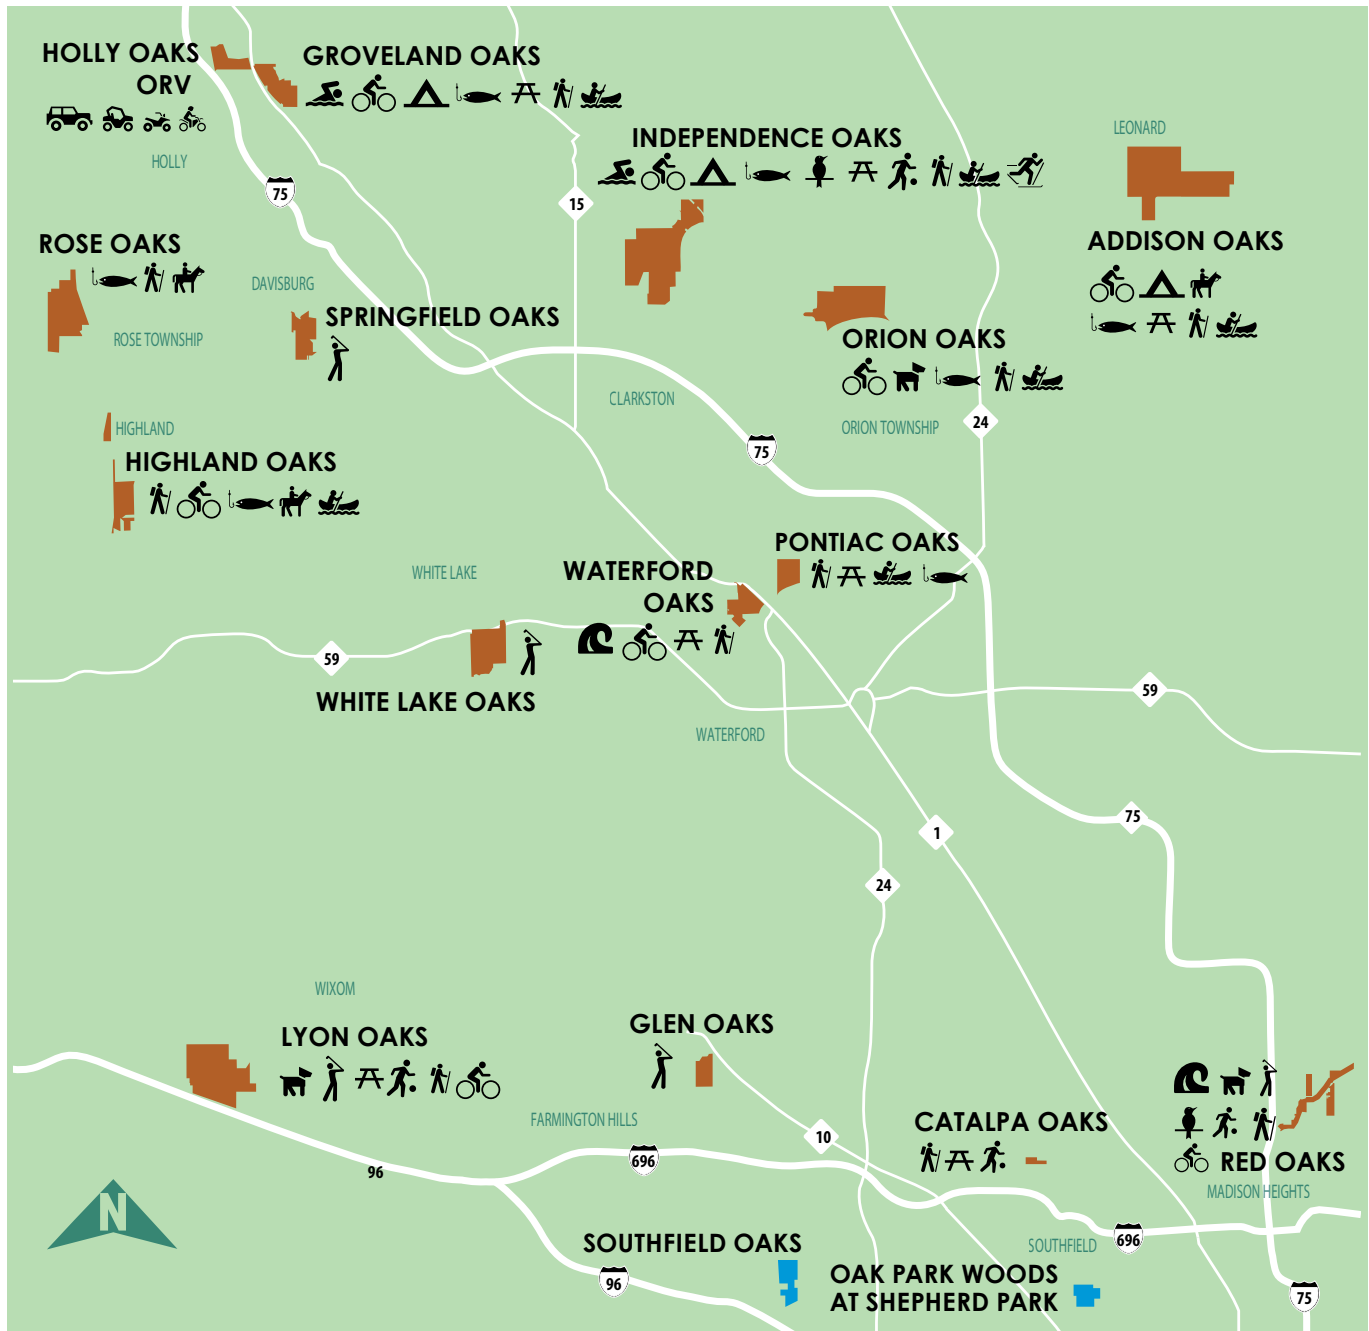 HOLLY OAKS
ORV
GROVELAND OAKS
HOLLY
INDEPENDENCE OAKS
LEONARD
75
15
ROSE OAKS
ADDISON OAKS
DAVISBURG
ROSE TOWNSHIP
SPRINGFIELD OAKS
ORION OAKS
CLARKSTON
ORION TOWNSHIP
24
HIGHLAND
75
HIGHLAND OAKS
PONTIAC OAKS
WHITE LAKE
WATERFORD
OAKS
59
WHITE LAKE OAKS
59
WATERFORD
75
1
24
WIXOM
LYON OAKS
GLEN OAKS
FARMINGTON HILLS
CATALPA OAKS
10
696
96
RED OAKS
MADISON HEIGHTS
N
SOUTHFIELD OAKS
SOUTHFIELD
696
96
OAK PARK WOODS
AT SHEPHERD PARK
75